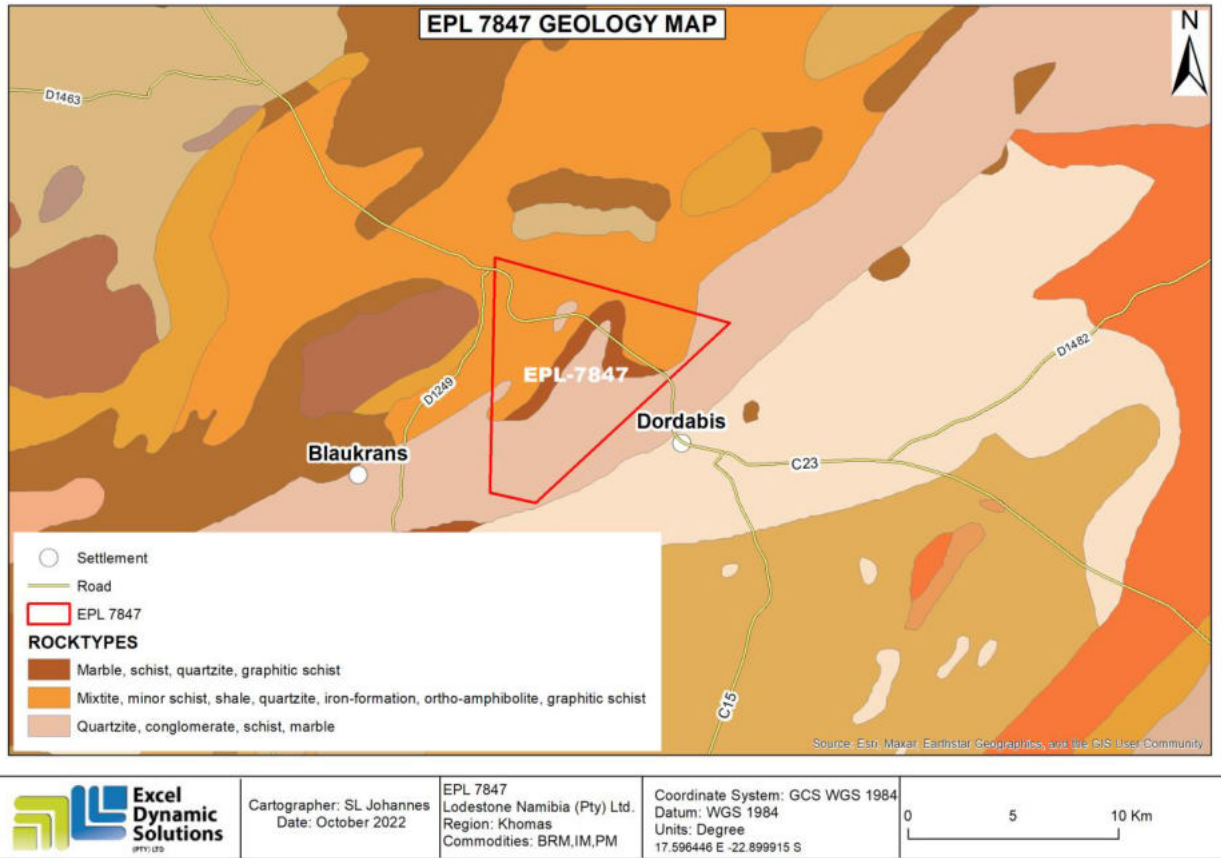 EPL 7847 GEOLOGY MAP
N
D1463
D1249
EPL-7847
D1482
Dordabis
Blaukrans
C23
C15
Settlement
Road
EPL 7847
ROCKTYPES
Marble, schist, quartzite, graphitic schist
Mixtite, minor schist, shale, quartzite, iron-formation, ortho-amphibolite, graphitic schist
Quartzite, conglomerate, schist, marble
Source: Esri, Maxar, Earthstar Geographics, and the GIS User Community
Excel
Dynamic
Solutions
(PTY) LTD
Cartographer: SL Johannes
Date: October 2022
EPL 7847
Lodestone Namibia (Pty) Ltd.
Region: Khomas
Commodities: BRM,IM,PM
Coordinate System: GCS WGS 1984
Datum: WGS 1984
Units: Degree
17.596446 E -22.899915 S
0 5 10 Km